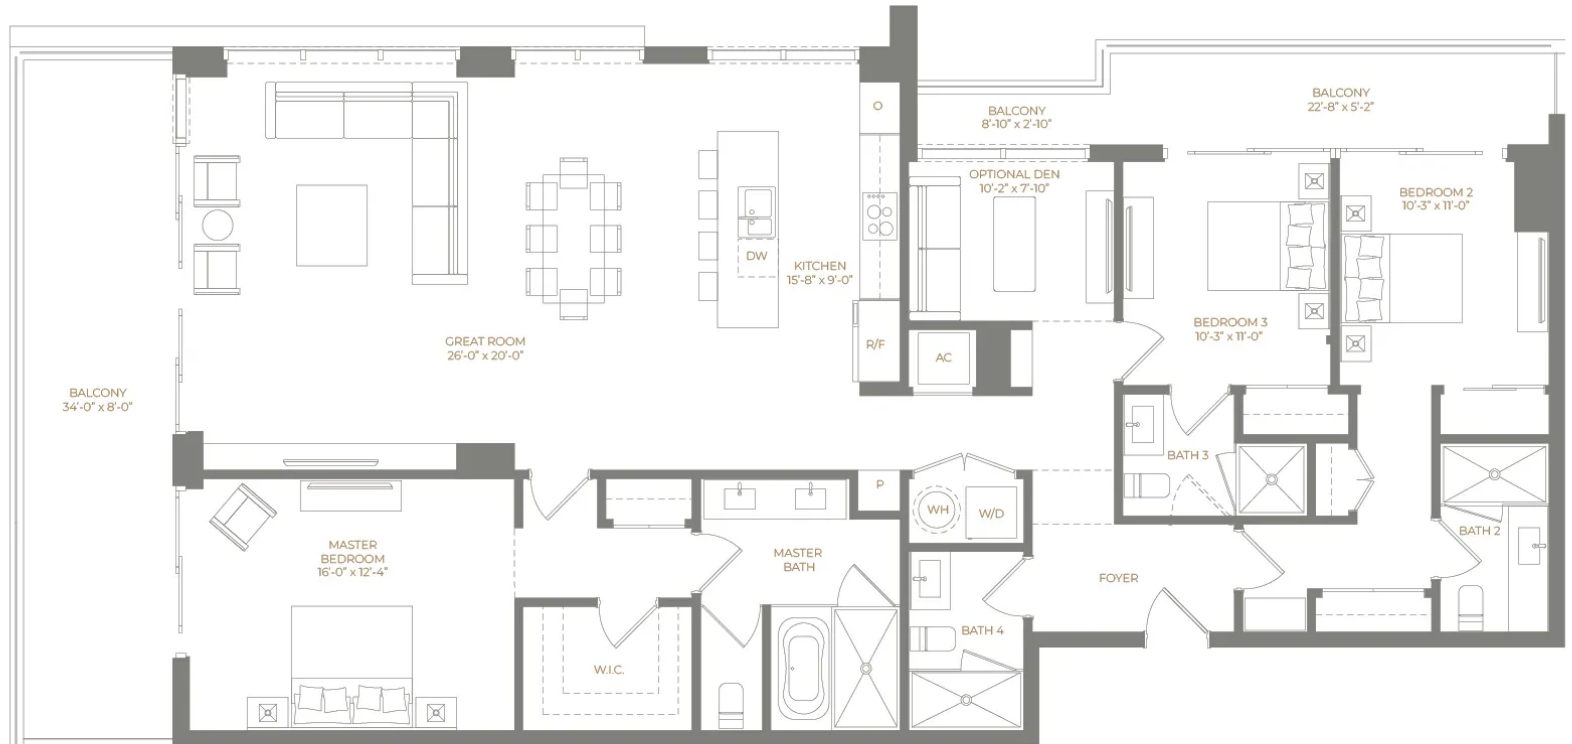 BALCONY
22'-8" x 5'-2"
BALCONY
8'-10" x 2'-10"
O
OPTIONAL DEN
10'-2" x 7'-10"
BEDROOM 2
10'-3" x 11'-0"
DW
KITCHEN
15'-8" x 9'-0"
BEDROOM 3
10'-3" x 11'-0"
GREAT ROOM
26'-0" x 20'-0"
R/F
AC
BALCONY
34'-0" x 8'-0"
BATH 3
P
WH
W/D
BATH 2
MASTER
BEDROOM
16'-0" x 12'-4"
MASTER
BATH
FOYER
BATH 4
W.I.C.